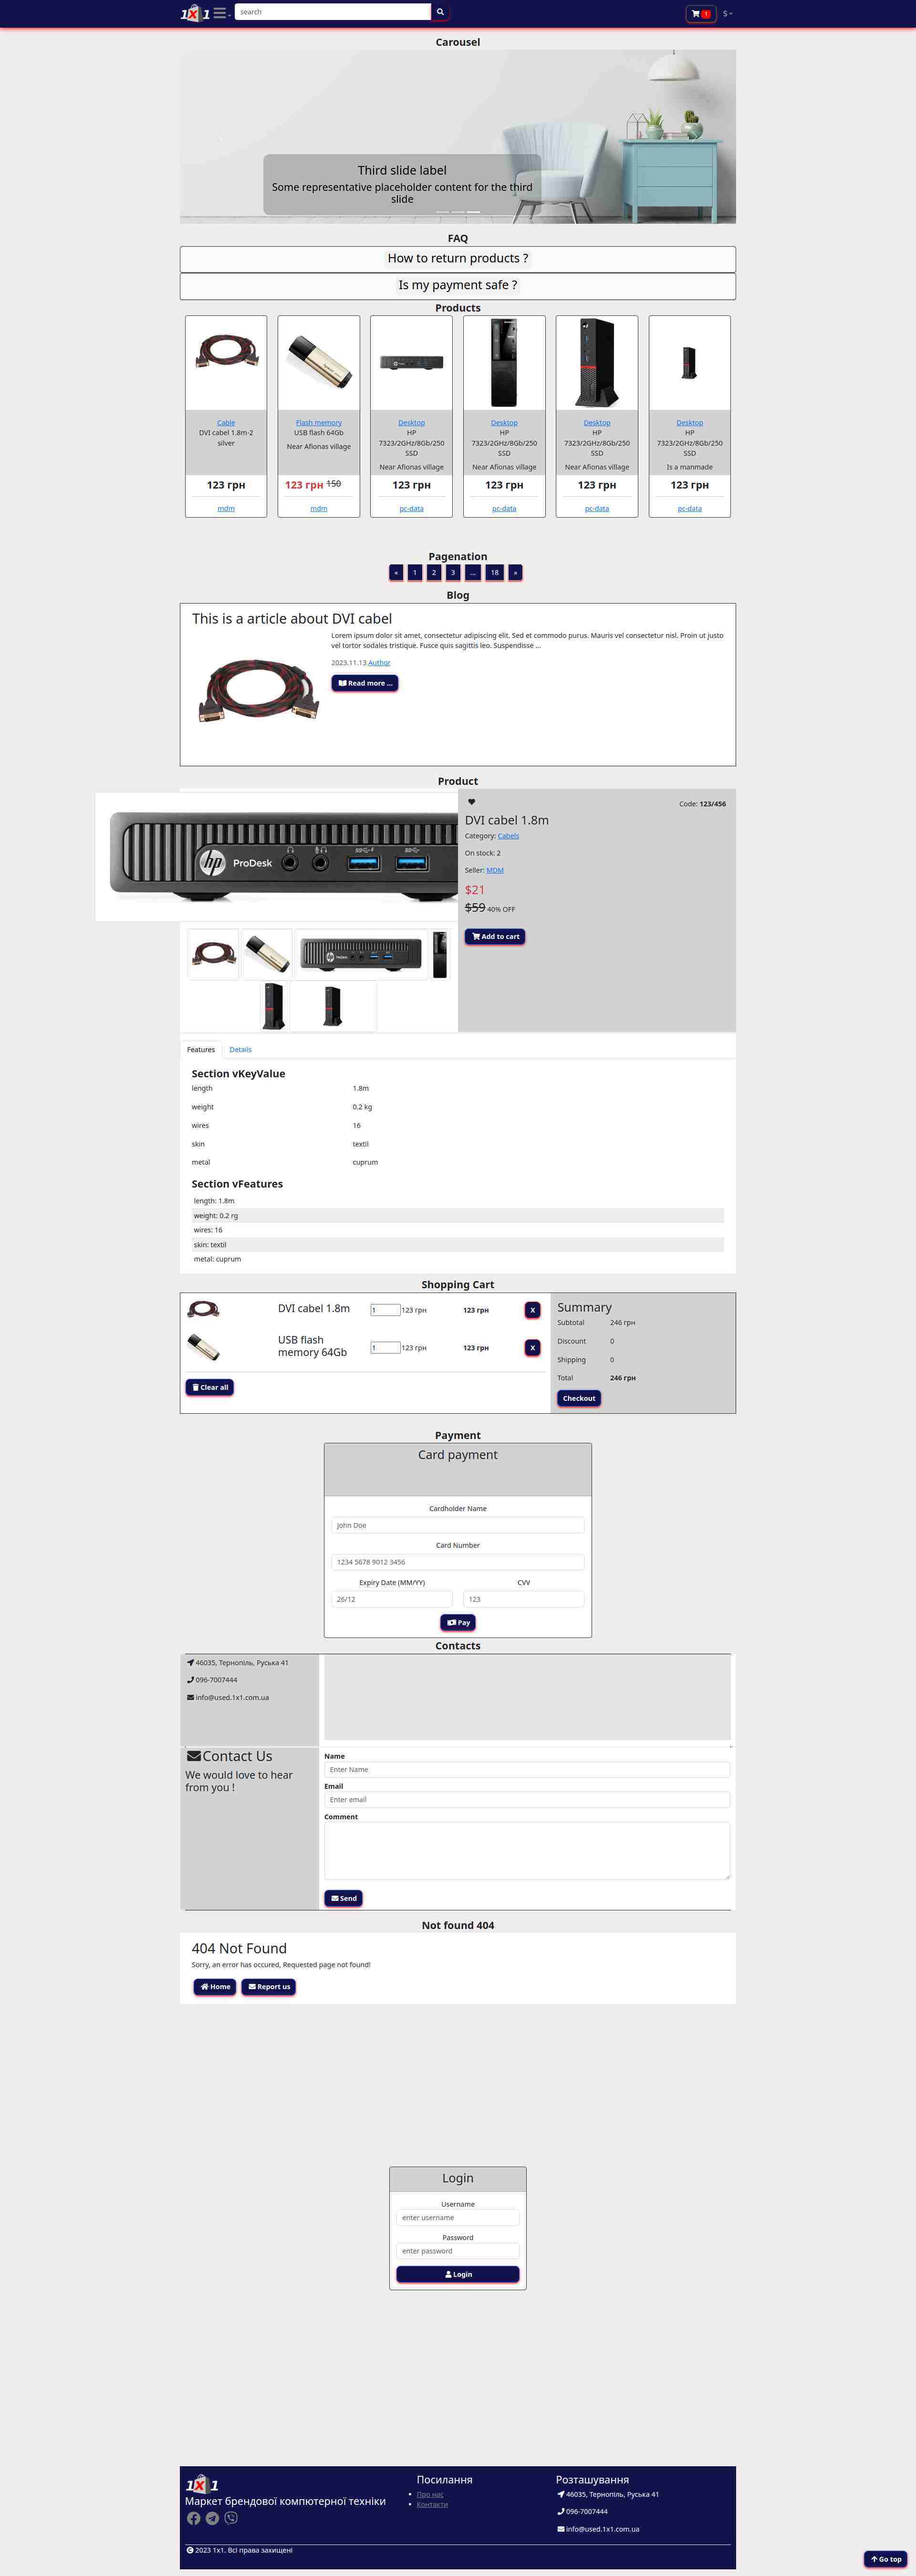 1X1
search
1
$
Carousel
Third slide label
Some representative placeholder content for the third
slide
FAQ
How to return products ?
Is my payment safe ?
Products
Cable
DVI cabel 1.8m-2
silver
123 грн
mdm
Flash memory
USB flash 64Gb
Near Afionas village
123 грн 150
mdm
Desktop
HP
7323/2GHz/8Gb/250
SSD
Near Afionas village
123 грн
pc-data
Desktop
HP
7323/2GHz/8Gb/250
SSD
Near Afionas village
123 грн
pc-data
Desktop
HP
7323/2GHz/8Gb/250
SSD
Near Afionas village
123 грн
pc-data
Desktop
HP
7323/2GHz/8Gb/250
SSD
Is a manmade
123 грн
pc-data
Pagenation
« 1 2 3 ... 18 »
Blog
This is a article about DVI cabel
Lorem ipsum dolor sit amet, consectetur adipiscing elit. Sed et commodo purus. Mauris vel consectetur nisl. Proin ut justo
vel tortor sodales tristique. Fusce quis sagittis leo. Suspendisse ...
2023.11.13 Author
Read more ...
Product
hp ProDesk
Code: 123/456
DVI cabel 1.8m
Category: Cabels
On stock: 2
Seller: MDM
$21
$59 40% OFF
Add to cart
Features Details
Section vKeyValue
length 1.8m
weight 0.2 kg
wires 16
skin textil
metal cuprum
Section vFeatures
length: 1.8m
weight: 0.2 rg
wires: 16
skin: textil
metal: cuprum
Shopping Cart
DVI cabel 1.8m 1 123 грн 123 грн X
USB flash
memory 64Gb 1 123 грн 123 грн X
Clear all
Summary
Subtotal 246 грн
Discount 0
Shipping 0
Total 246 грн
Checkout
Payment
Card payment
Cardholder Name
John Doe
Card Number
1234 5678 9012 3456
Expiry Date (MM/YY) CVV
26/12 123
Pay
Contacts
46035, Тернопіль, Руська 41
096-7007444
info@used.1x1.com.ua
Contact Us
We would love to hear
from you !
Name
Enter Name
Email
Enter email
Comment
Send
Not found 404
404 Not Found
Sorry, an error has occured, Requested page not found!
Home Report us
Login
Username
enter username
Password
enter password
Login
1X1
Маркет брендової компютерної техніки
Посилання
Про нас
Контакти
Розташування
46035, Тернопіль, Руська 41
096-7007444
info@used.1x1.com.ua
© 2023 1x1. Всі права захищені
Go top